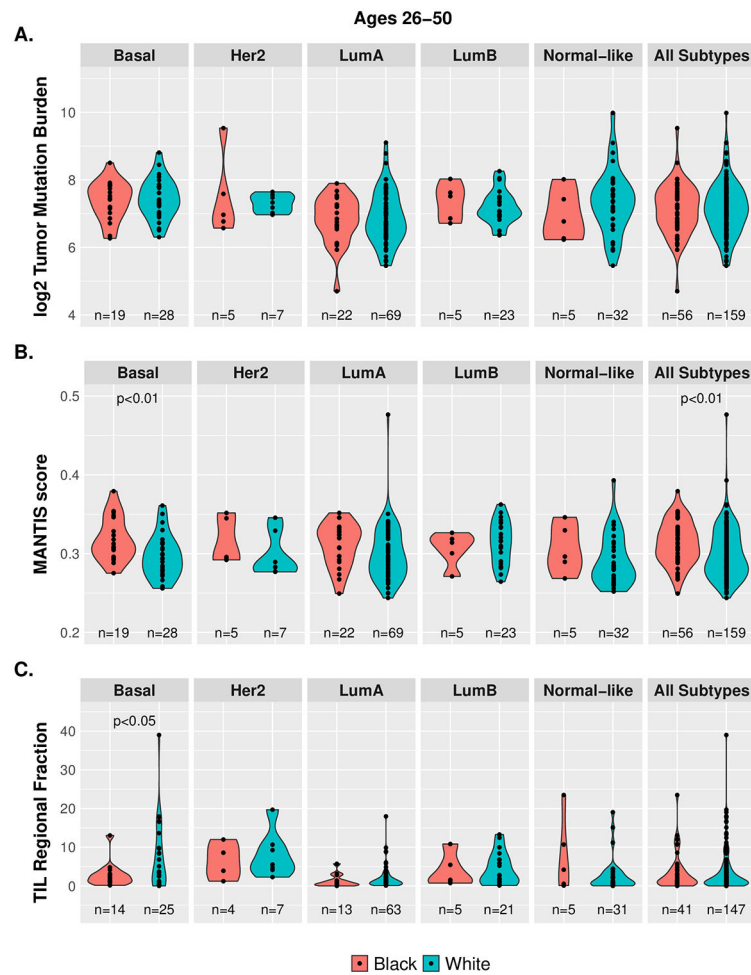 Ages 26−50
A.
Basal Her2 LumA LumB Normal−like All Subtypes
log2 Tumor Mutation Burden
10
8
6
4
n=19 n=28 n=5 n=7 n=22 n=69 n=5 n=23 n=5 n=32 n=56 n=159
B.
Basal Her2 LumA LumB Normal−like All Subtypes
MANTIS score
0.5
p<0.01 p<0.01
0.4
0.3
0.2
n=19 n=28 n=5 n=7 n=22 n=69 n=5 n=23 n=5 n=32 n=56 n=159
C.
Basal Her2 LumA LumB Normal−like All Subtypes
TIL Regional Fraction
p<0.05
40
30
20
10
0
n=14 n=25 n=4 n=7 n=13 n=63 n=5 n=21 n=5 n=31 n=41 n=147
Black White